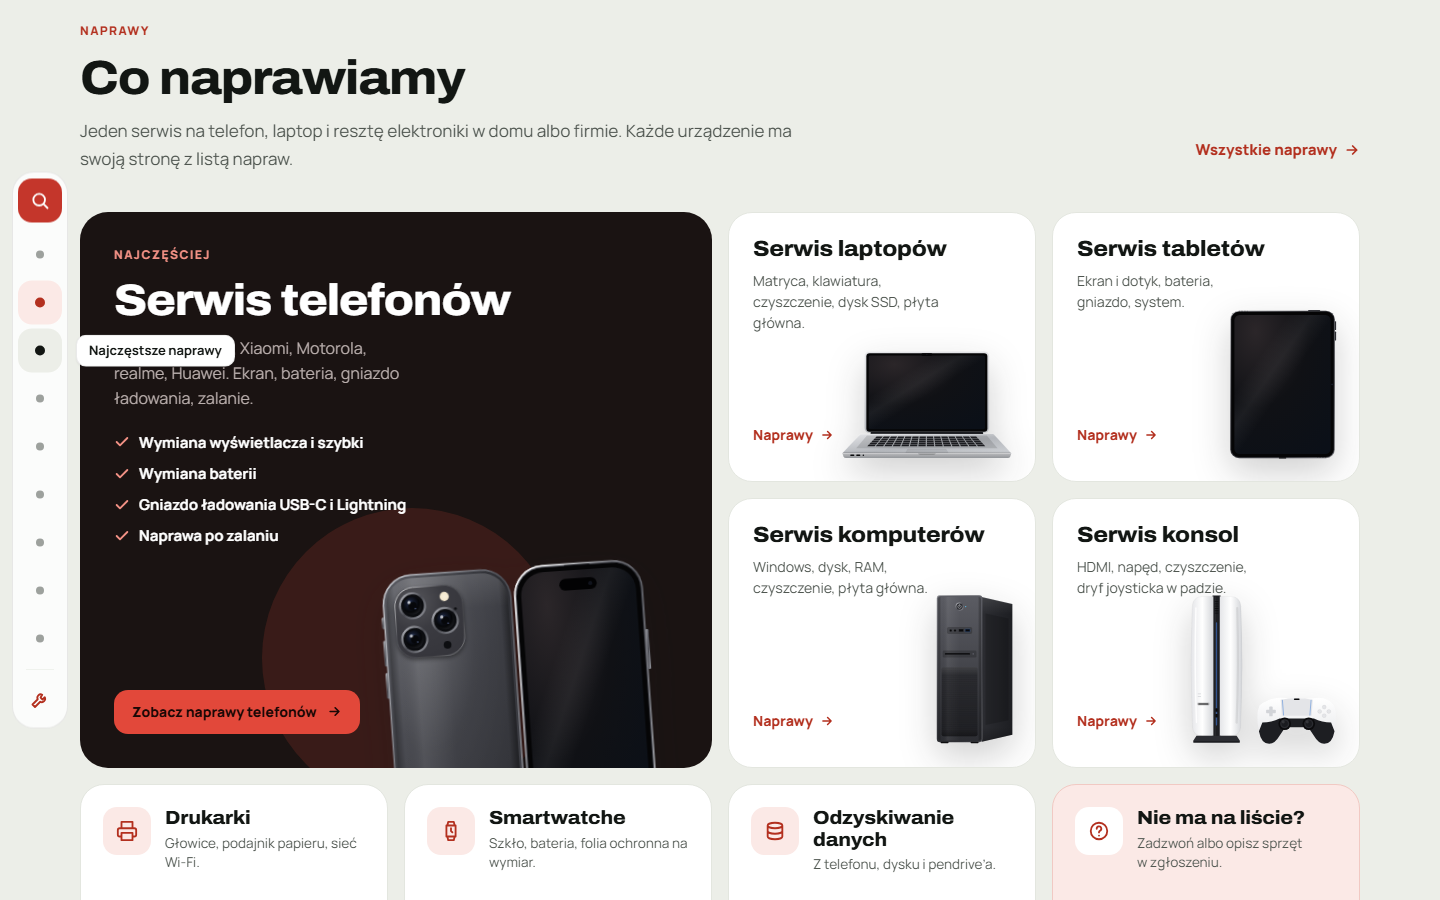 NAPRAWY
Co naprawiamy
Jeden serwis na telefon, laptop i resztę elektroniki w domu albo firmie. Każde urządzenie ma
swoją stronę z listą napraw.
Wszystkie naprawy
NAJCZĘŚCIEJ
Serwis telefonów
Najczęstsze naprawy
Xiaomi, Motorola,
realme, Huawei. Ekran, bateria, gniazdo
ładowania, zalanie.
Wymiana wyświetlacza i szybki
Wymiana baterii
Gniazdo ładowania USB-C i Lightning
Naprawa po zalaniu
Zobacz naprawy telefonów
Serwis laptopów
Matryca, klawiatura,
czyszczenie, dysk SSD, płyta
główna.
Naprawy
Serwis tabletów
Ekran i dotyk, bateria,
gniazdo, system.
Naprawy
Serwis komputerów
Windows, dysk, RAM,
czyszczenie, płyta główna.
Naprawy
Serwis konsol
HDMI, napęd, czyszczenie,
dryf joysticka w padzie.
Naprawy
Drukarki
Głowice, podajnik papieru, sieć
Wi-Fi.
Smartwatche
Szkło, bateria, folia ochronna na
wymiar.
Odzyskiwanie
danych
Z telefonu, dysku i pendrive'a.
Nie ma na liście?
Zadzwoń albo opisz sprzęt
w zgłoszeniu.